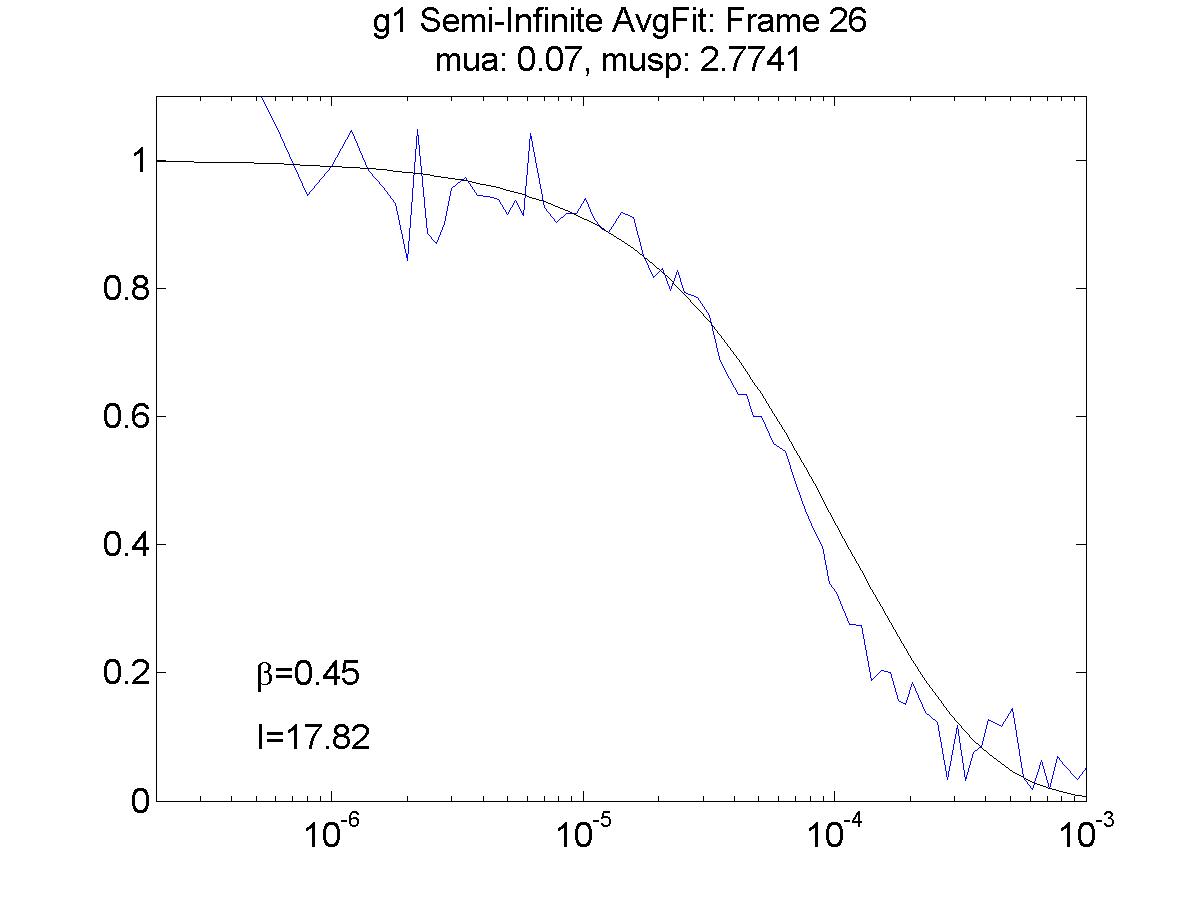 g1 Semi-Infinite AvgFit: Frame 26
mua: 0.07, musp: 2.7741
1
0.8
0.6
0.4
0.2
0
β=0.45
I=17.82
10^-6
10^-5
10^-4
10^-3